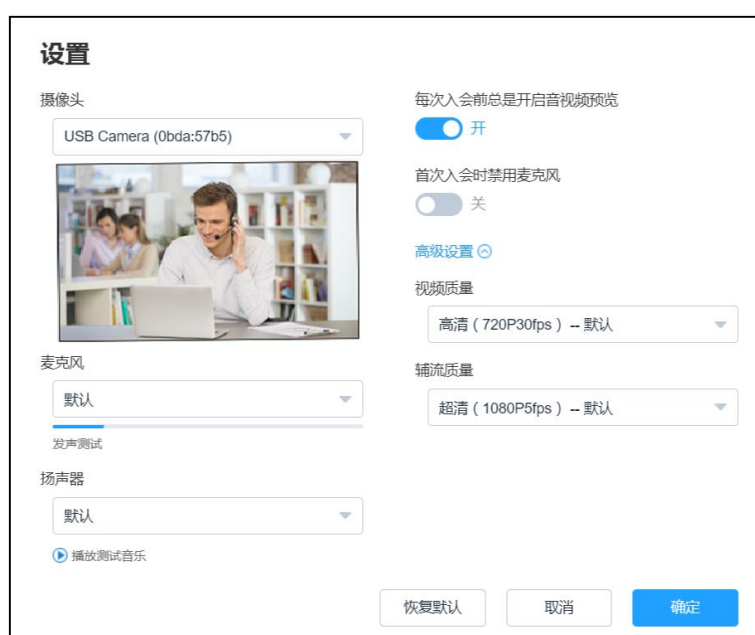 设置
摄像头
USB Camera (0bda:57b5)
麦克风
默认
发声测试
扬声器
默认
播放测试音乐
每次入会前总是开启音视频预览
开
首次入会时禁用麦克风
关
高级设置
视频质量
高清（720P30fps）-- 默认
辅流质量
超清（1080P5fps）-- 默认
恢复默认
取消
确定